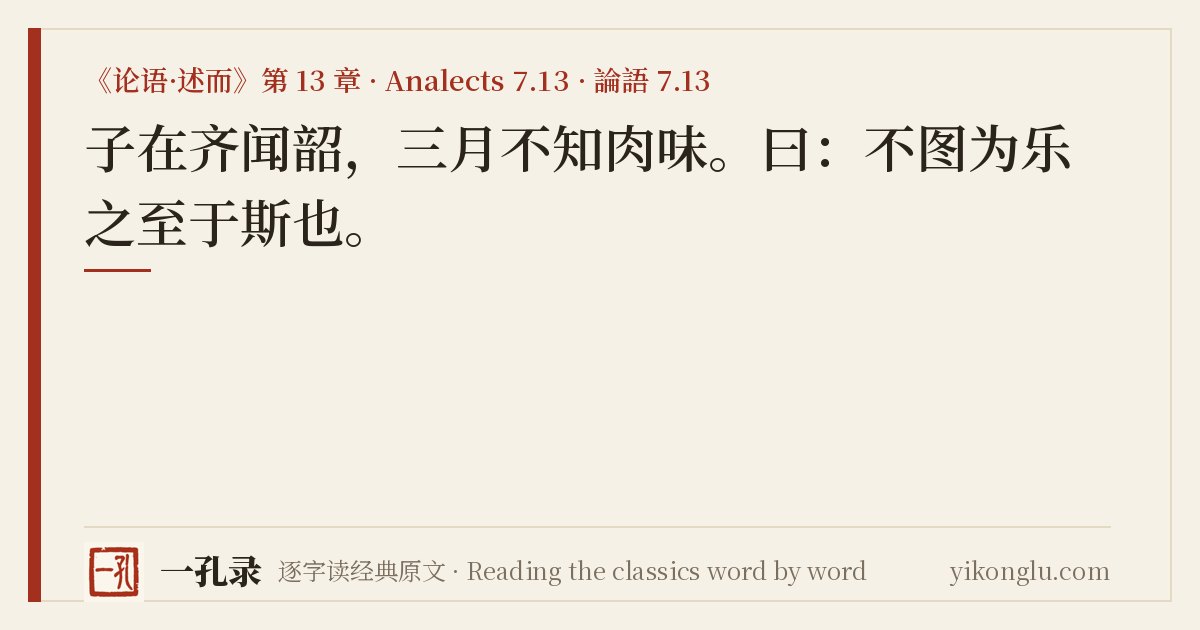 《论语·述而》第 13 章 · Analects 7.13 · 論語 7.13
子在齐闻韶，三月不知肉味。曰：不图为乐
之至于斯也。
一孔
一孔录 逐字读经典原文 · Reading the classics word by word yikonglu.com